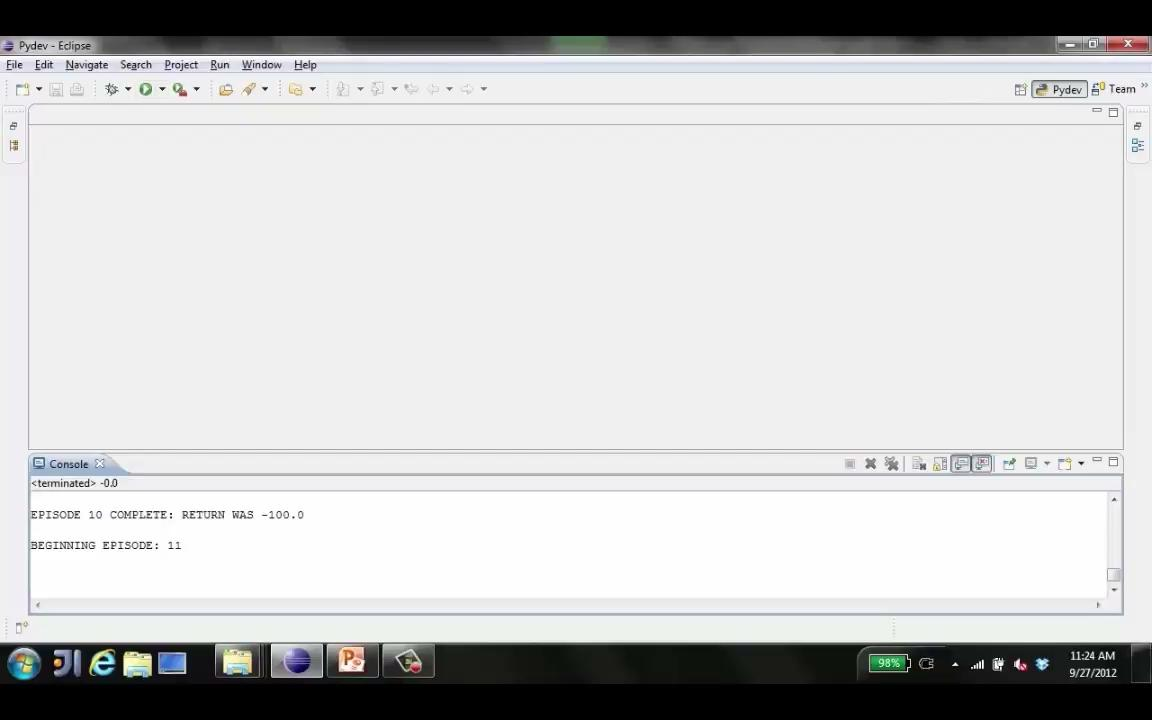 Pydev - Eclipse
File Edit Navigate Search Project Run Window Help
Pydev Team
Console
<terminated> -0.0
EPISODE 10 COMPLETE: RETURN WAS -100.0
BEGINNING EPISODE: 11
98%
11:24 AM
9/27/2012